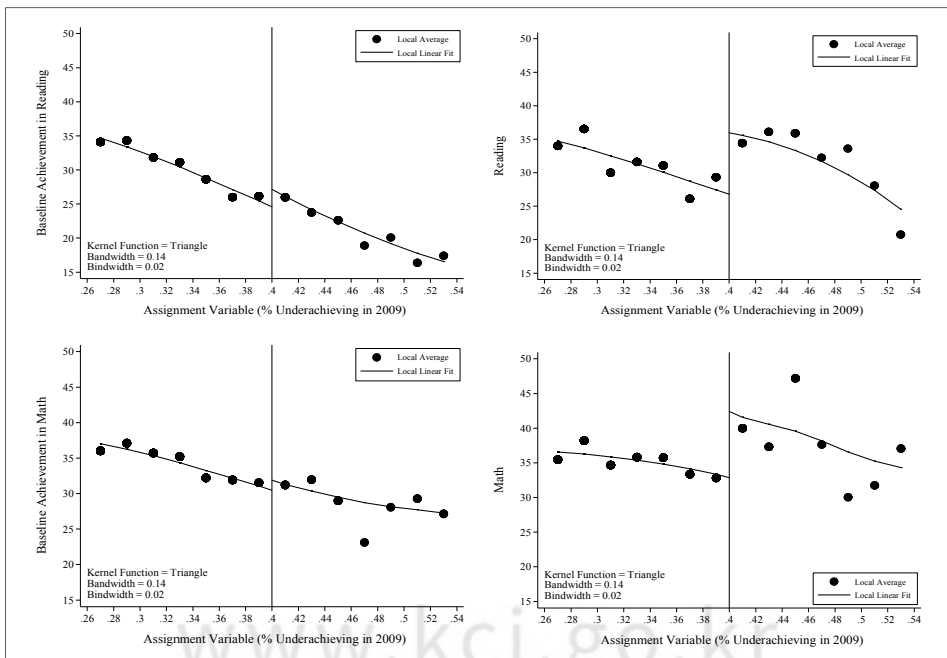 Local Average
Local Linear Fit
Baseline Achievement in Reading
50
45
40
35
30
25
20
15
Kernel Function = Triangle
Bandwidth = 0.14
Bindwidth = 0.02
.26 .28 .3 .32 .34 .36 .38 .4 .42 .44 .46 .48 .5 .52 .54
Assignment Variable (% Underachieving in 2009)
Local Average
Local Linear Fit
Reading
50
45
40
35
30
25
20
15
Kernel Function = Triangle
Bandwidth = 0.14
Bindwidth = 0.02
.26 .28 .3 .32 .34 .36 .38 .4 .42 .44 .46 .48 .5 .52 .54
Assignment Variable (% Underachieving in 2009)
Local Average
Local Linear Fit
Baseline Achievement in Math
50
45
40
35
30
25
20
15
Kernel Function = Triangle
Bandwidth = 0.14
Bindwidth = 0.02
.26 .28 .3 .32 .34 .36 .38 .4 .42 .44 .46 .48 .5 .52 .54
Assignment Variable (% Underachieving in 2009)
Math
50
45
40
35
30
25
20
15
Kernel Function = Triangle
Bandwidth = 0.14
Bindwidth = 0.02
Local Average
Local Linear Fit
.26 .28 .3 .32 .34 .36 .38 .4 .42 .44 .46 .48 .5 .52 .54
Assignment Variable (% Underachieving in 2009)
www.kci.go.kr